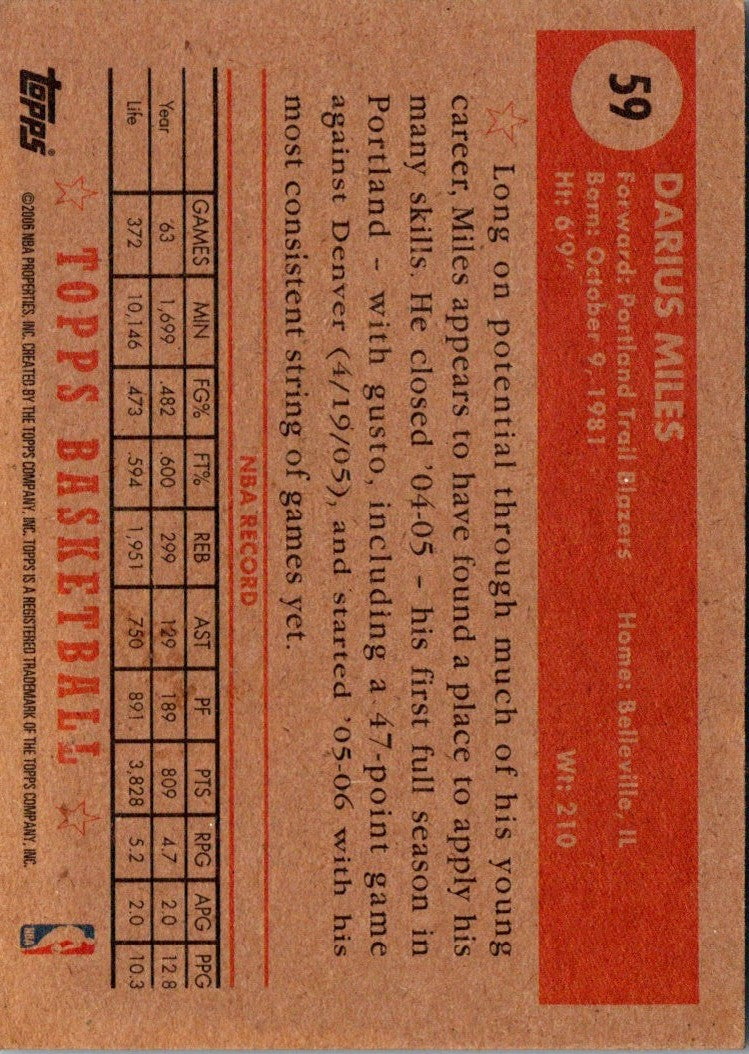 59
DARIUS MILES
Forward: Portland Trail Blazers Home: Belleville, IL
Born: October 9, 1981
Ht: 6'9" Wt: 210
Long on potential through much of his young
career, Miles appears to have found a place to apply his
many skills. He closed '04-05 – his first full season in
Portland – with gusto, including a 47-point game
against Denver (4/19/05), and started '05-06 with his
most consistent string of games yet.
NBA RECORD
GAMES MIN FG% FT% REB AST PF PTS RPG APG PPG
Year 63 1,699 .482 .600 299 129 189 809 4.7 2.0 12.8
Life 372 10,146 .473 .594 1,951 750 891 3,828 5.2 2.0 10.3
TOPPS BASKETBALL
topps®
©2006 NBA PROPERTIES, INC. CREATED BY THE TOPPS COMPANY, INC. TOPPS IS A REGISTERED TRADEMARK OF THE TOPPS COMPANY, INC.
NBA